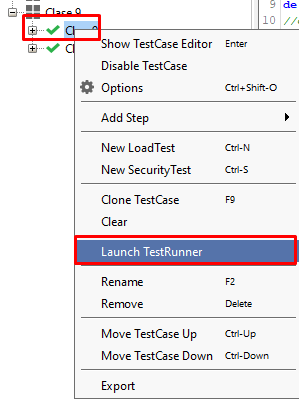 Clase 9
9
de
10
//
Show TestCase Editor Enter
Disable TestCase
Options Ctrl+Shift-O
Add Step
New LoadTest Ctrl-N
New SecurityTest Ctrl-S
Clone TestCase F9
Clear
Launch TestRunner
Rename F2
Remove Delete
Move TestCase Up Ctrl-Up
Move TestCase Down Ctrl-Down
Export